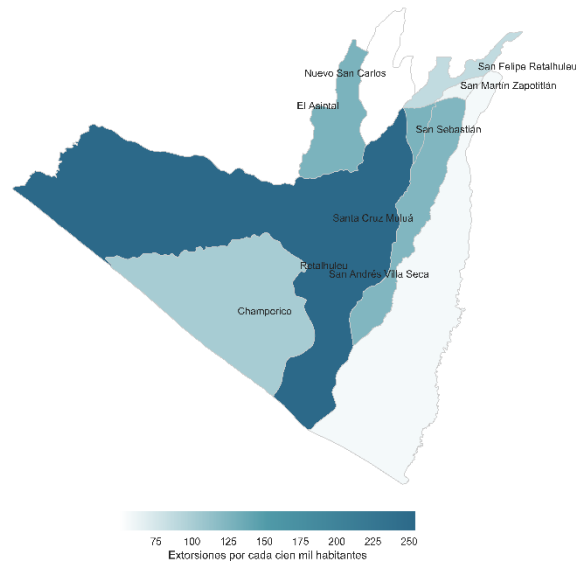 San Felipe Retalhuleu
Nuevo San Carlos
San Martín Zapotitlán
El Asintal
San Sebastián
Santa Cruz Muluá
Retalhuleu
San Andrés Villa Seca
Champerico
75 100 125 150 175 200 225 250
Extorsiones por cada cien mil habitantes